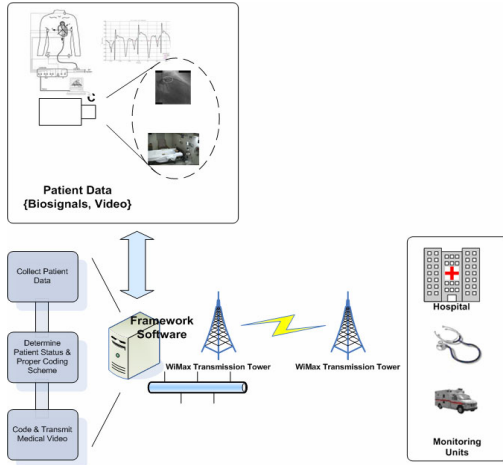 Patient Data
{Biosignals, Video}
Collect Patient
Data
Determine
Patient Status &
Proper Coding
Scheme
Code & Transmit
Medical Video
Framework
Software
WiMax Transmission Tower
WiMax Transmission Tower
Hospital
Monitoring
Units